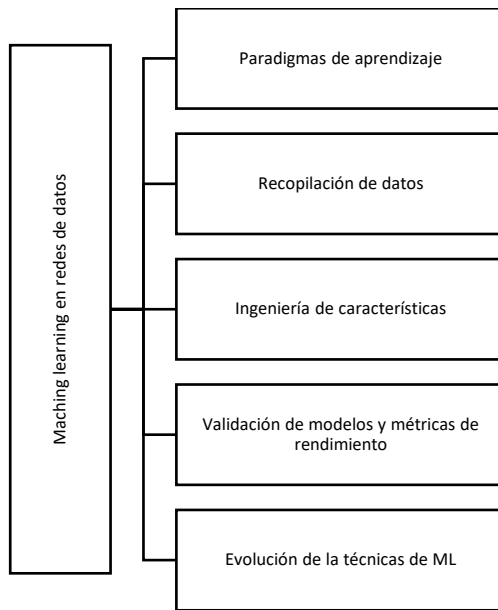 Maching learning en redes de datos
Paradigmas de aprendizaje
Recopilación de datos
Ingeniería de características
Validación de modelos y métricas de
rendimiento
Evolución de la técnicas de ML